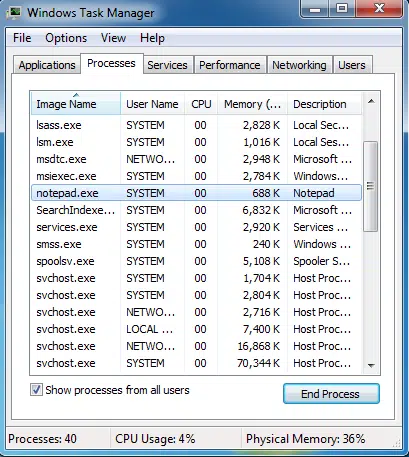 Windows Task Manager
File Options View Help
Applications Processes Services Performance Networking Users
Image Name User Name CPU Memory (... Description
lsass.exe SYSTEM 00 2,828 K Local Sec...
lsm.exe SYSTEM 00 1,016 K Local Ses...
msdtc.exe NETWO... 00 2,948 K Microsoft ...
msiexec.exe SYSTEM 00 2,784 K Windows...
notepad.exe SYSTEM 00 688 K Notepad
SearchIndexe... SYSTEM 00 6,832 K Microsoft ...
services.exe SYSTEM 00 2,920 K Services ...
smss.exe SYSTEM 00 240 K Windows ...
spoolsv.exe SYSTEM 00 5,108 K Spooler S...
svchost.exe SYSTEM 00 1,704 K Host Proc...
svchost.exe SYSTEM 00 2,804 K Host Proc...
svchost.exe NETWO... 00 2,716 K Host Proc...
svchost.exe LOCAL ... 00 7,400 K Host Proc...
svchost.exe NETWO... 00 16,868 K Host Proc...
svchost.exe SYSTEM 00 70,344 K Host Proc...
Show processes from all users End Process
Processes: 40 CPU Usage: 4% Physical Memory: 36%